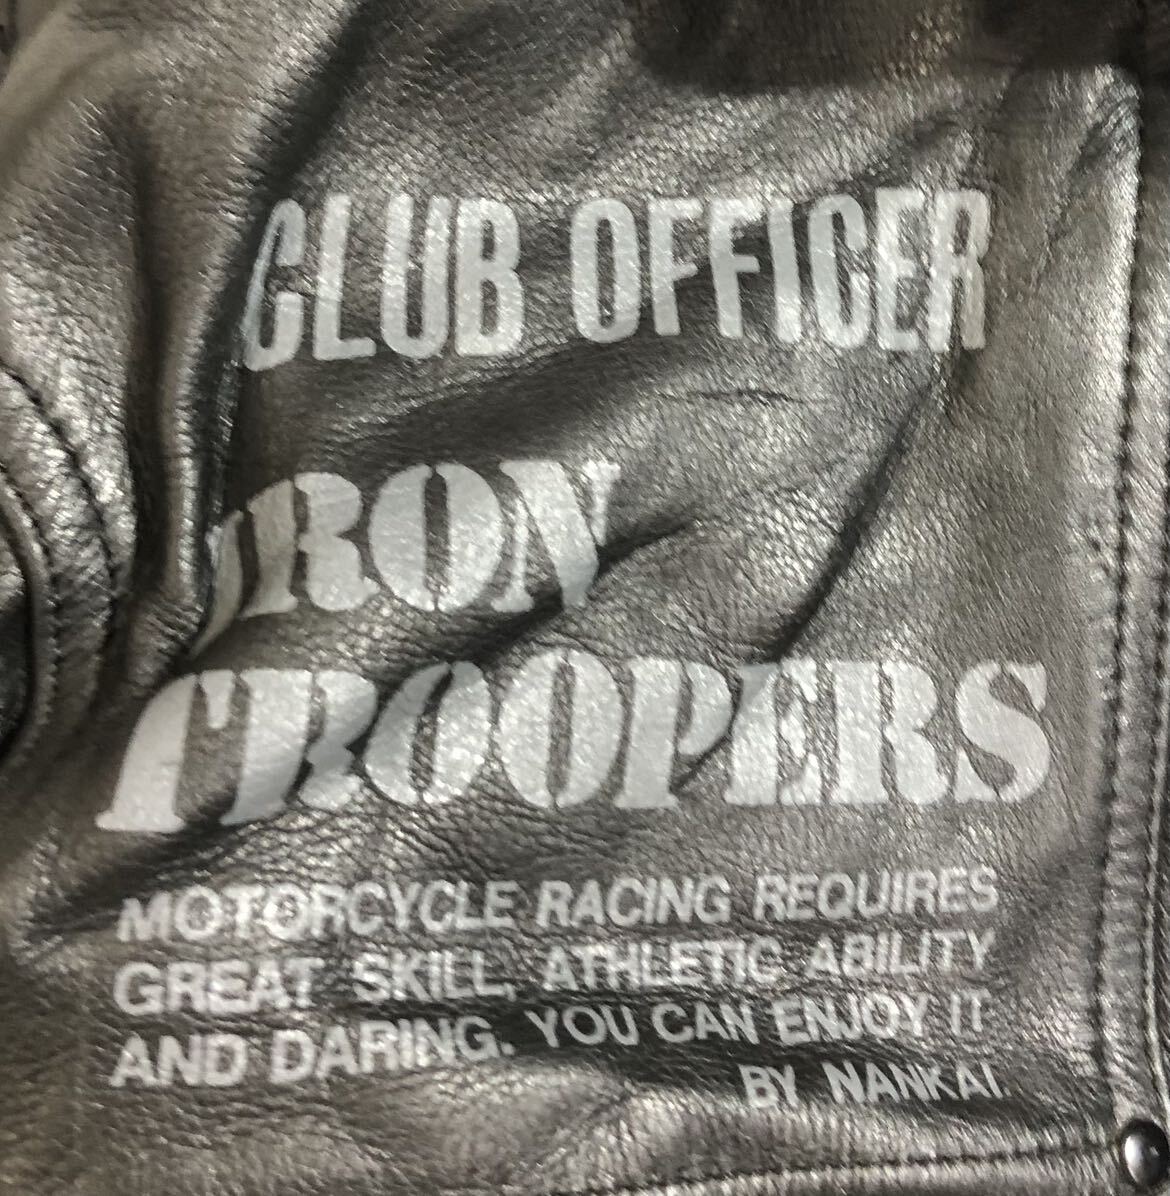 CLUB OFFICER
IRON
TROOPERS
MOTORCYCLE RACING REQUIRES
GREAT SKILL, ATHLETIC ABILITY
AND DARING. YOU CAN ENJOY IT
BY NANKAI